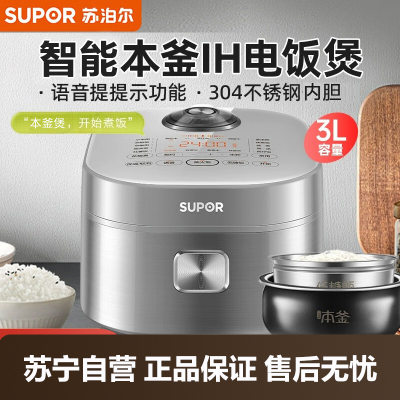 SUPOR 苏泊尔
智能本釜IH电饭煲
·语音提提示功能 ·304不锈钢内胆
“本釜煲，开始煮饭”
3L
容量
24:00
SUPOR
本釜
苏宁自营 正品保证 售后无忧